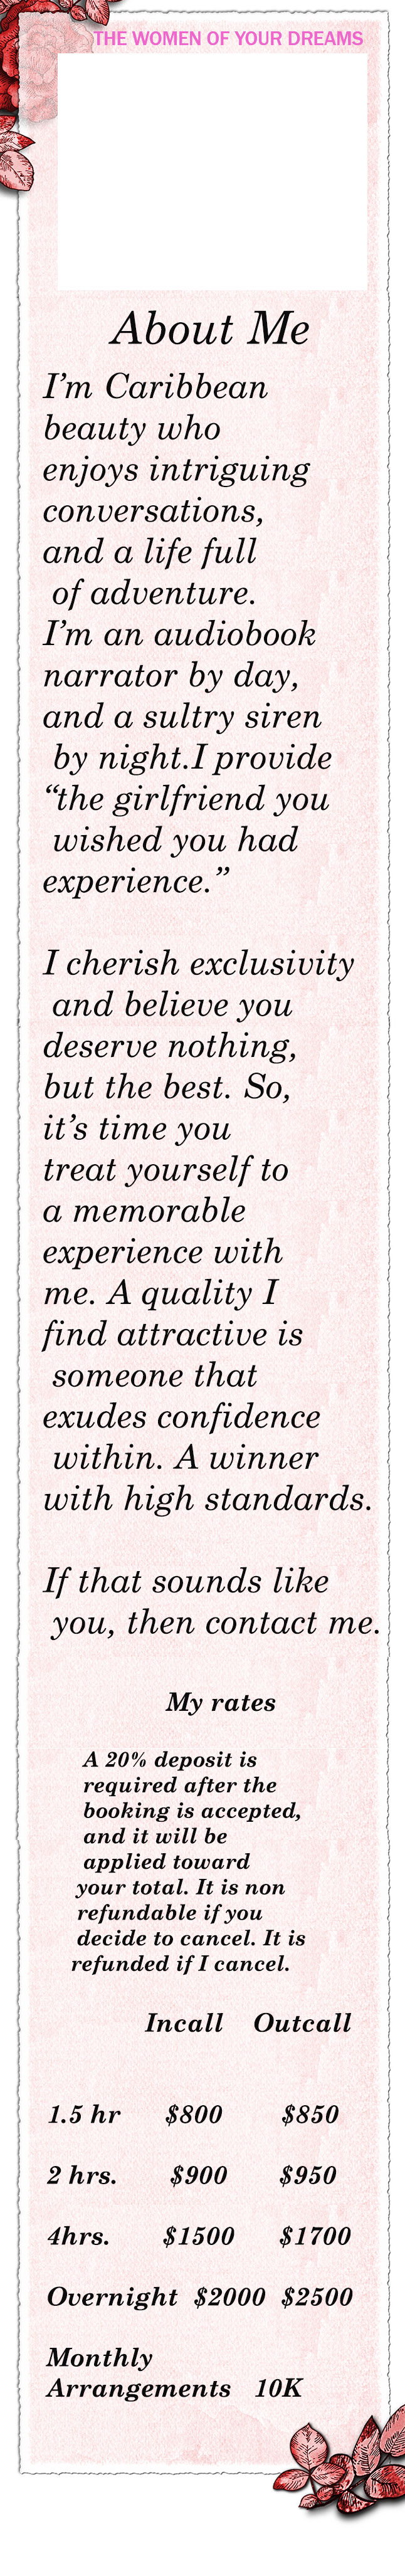 THE WOMEN OF YOUR DREAMS
About Me
I’m Caribbean
beauty who
enjoys intriguing
conversations,
and a life full
of adventure.
I’m an audiobook
narrator by day,
and a sultry siren
by night.I provide
“the girlfriend you
wished you had
experience.”
I cherish exclusivity
and believe you
deserve nothing,
but the best. So,
it’s time you
treat yourself to
a memorable
experience with
me. A quality I
find attractive is
someone that
exudes confidence
within. A winner
with high standards.
If that sounds like
you, then contact me.
My rates
A 20% deposit is
required after the
booking is accepted,
and it will be
applied toward
your total. It is non
refundable if you
decide to cancel. It is
refunded if I cancel.
Incall Outcall
1.5 hr $800 $850
2 hrs. $900 $950
4hrs. $1500 $1700
Overnight $2000 $2500
Monthly
Arrangements 10K